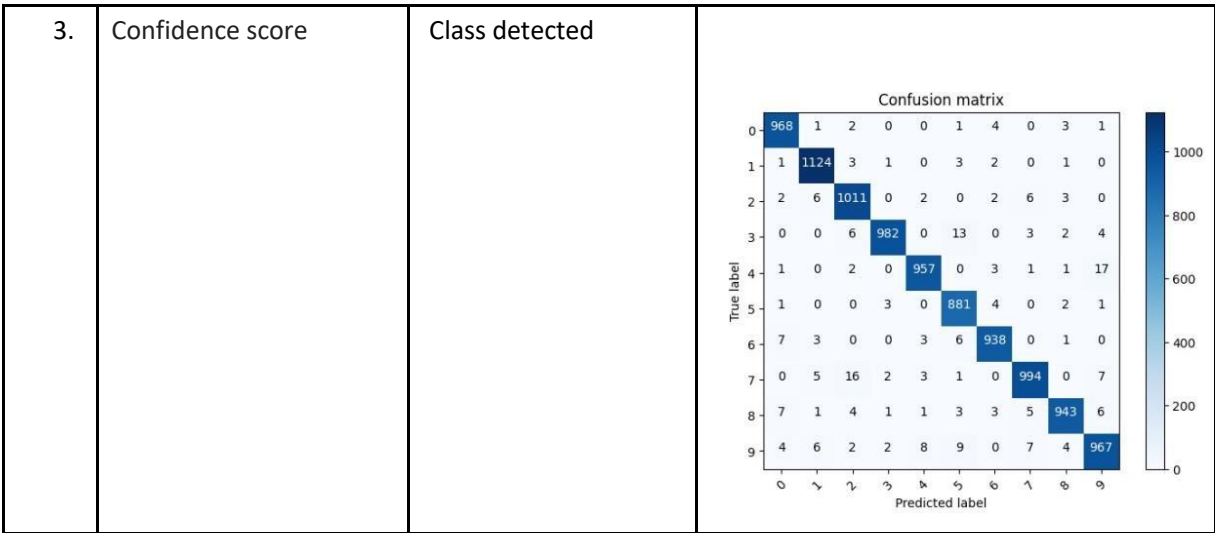 3. Confidence score Class detected
Confusion matrix
0 968 1 2 0 0 1 4 0 3 1
1 1 1124 3 1 0 3 2 0 1 0
2 2 6 1011 0 2 0 2 6 3 0
3 0 0 6 982 0 13 0 3 2 4
4 1 0 2 0 957 0 3 1 1 17
5 1 0 0 3 0 881 4 0 2 1
6 7 3 0 0 3 6 938 0 1 0
7 0 5 16 2 3 1 0 994 0 7
8 7 1 4 1 1 3 3 5 943 6
9 4 6 2 2 8 9 0 7 4 967
True label
0 1 2 3 4 5 6 7 8 9
Predicted label
1000
800
600
400
200
0